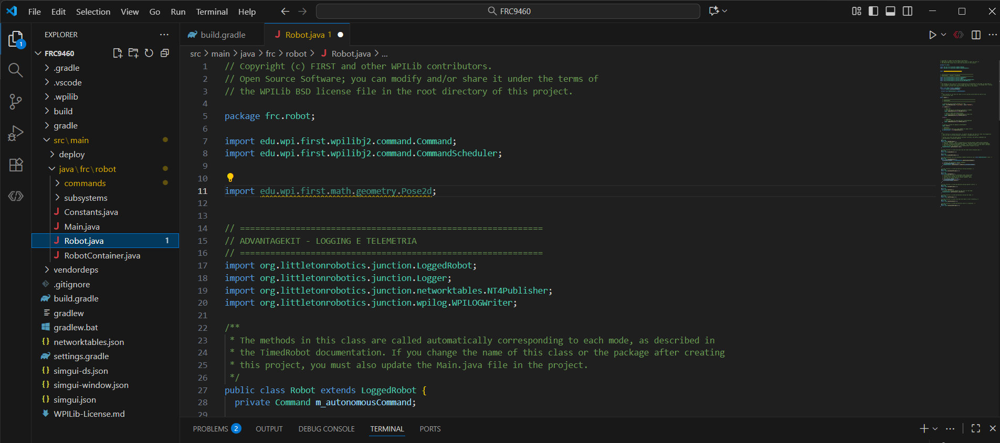 File Edit Selection View Go Run Terminal Help
FRC9460
EXPLORER
build.gradle
Robot.java 1
1
FRC9460
src > main > java > frc > robot > Robot.java > ...
.gradle
.vscode
.wpilib
build
gradle
src\main
deploy
java\frc\robot
commands
subsystems
Constants.java
Main.java
Robot.java 1
RobotContainer.java
vendordeps
.gitignore
build.gradle
gradlew
gradlew.bat
networktables.json
settings.gradle
simgui-ds.json
simgui-window.json
simgui.json
WPILib-License.md
1 // Copyright (c) FIRST and other WPILib contributors.
2 // Open Source Software; you can modify and/or share it under the terms of
3 // the WPILib BSD license file in the root directory of this project.
4
5 package frc.robot;
6
7 import edu.wpi.first.wpilibj2.command.Command;
8 import edu.wpi.first.wpilibj2.command.CommandScheduler;
9
10
11 import edu.wpi.first.math.geometry.Pose2d;
12
13
14 // ============================================================
15 // ADVANTAGEKIT - LOGGING E TELEMETRIA
16 // ============================================================
17 import org.littletonrobotics.junction.LoggedRobot;
18 import org.littletonrobotics.junction.Logger;
19 import org.littletonrobotics.junction.networktables.NT4Publisher;
20 import org.littletonrobotics.junction.wpilog.WPILOGWriter;
21
22 /**
23 * The methods in this class are called automatically corresponding to each mode, as described in
24 * the TimedRobot documentation. If you change the name of this class or the package after creating
25 * this project, you must also update the Main.java file in the project.
26 */
27 public class Robot extends LoggedRobot {
28 private Command m_autonomousCommand;
29
PROBLEMS 2 OUTPUT DEBUG CONSOLE TERMINAL PORTS